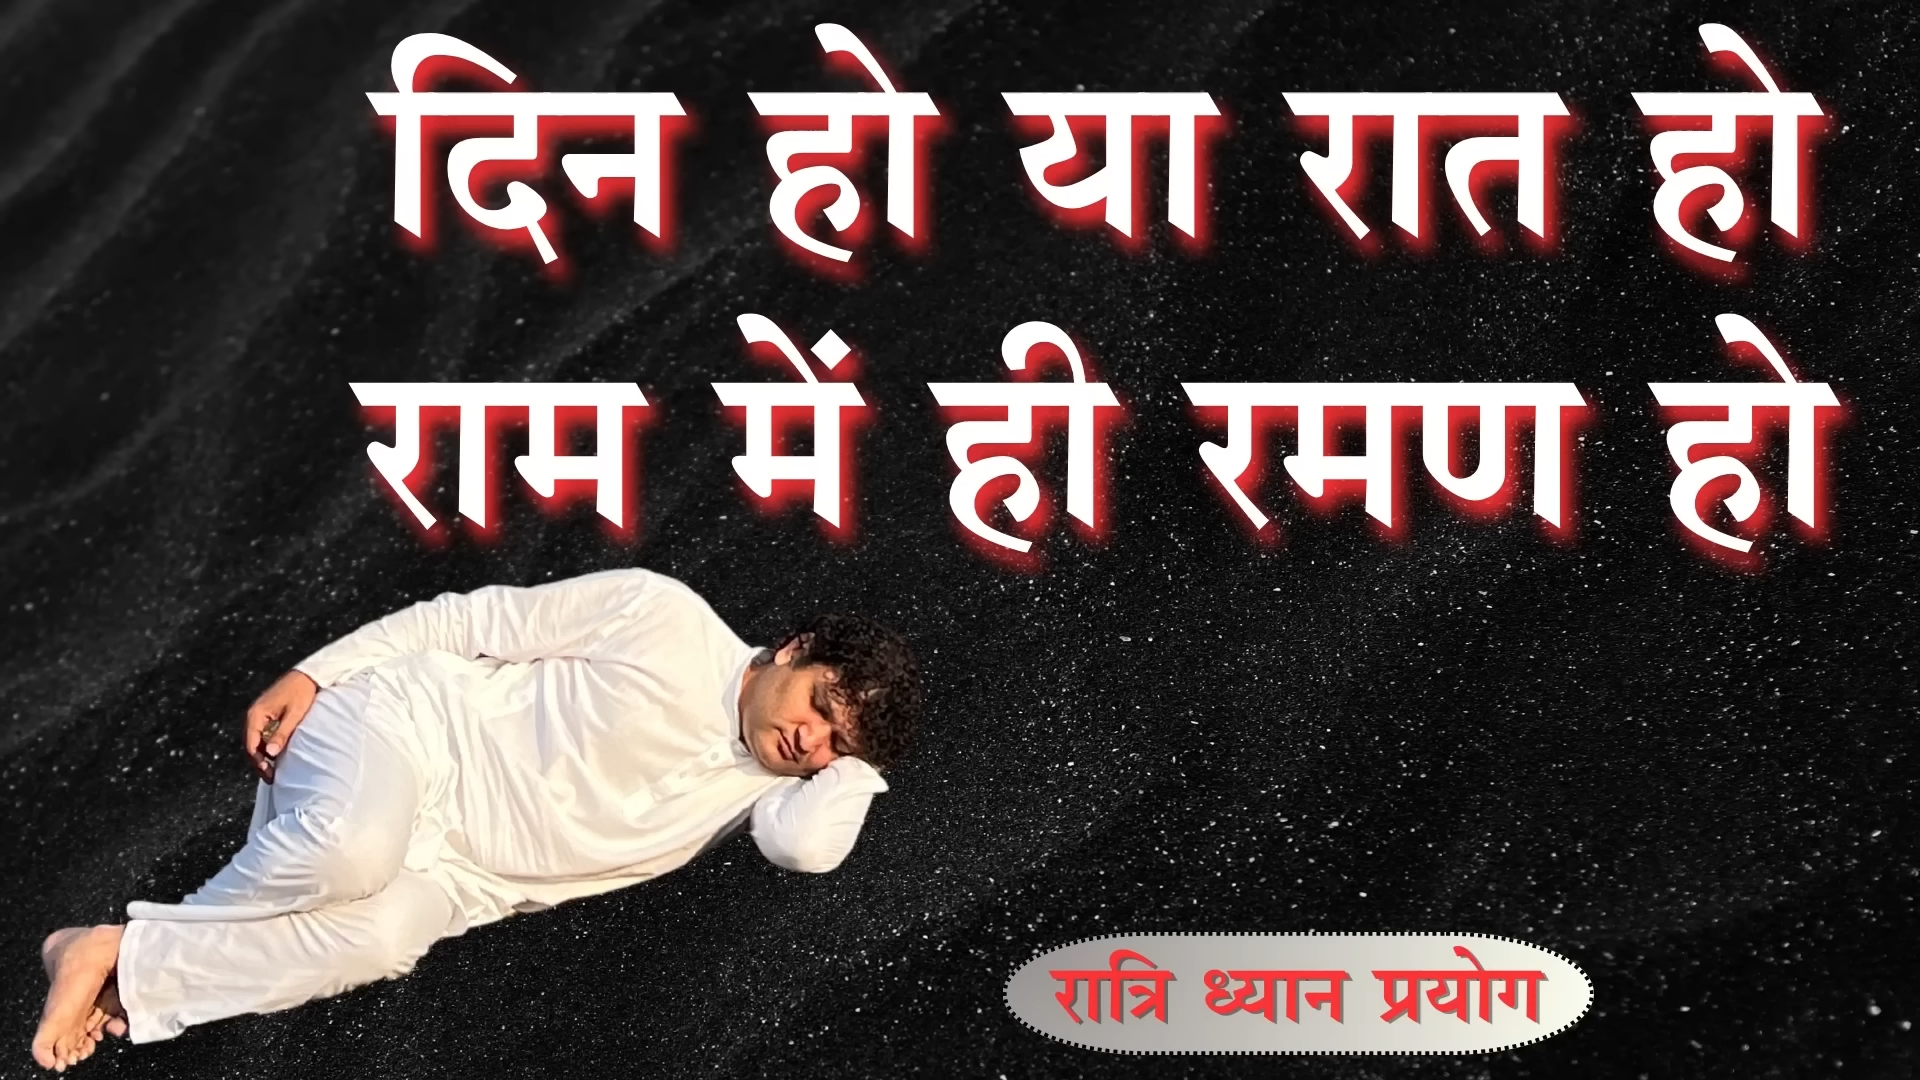 दिन हो या रात हो
राम में ही रमण हो
रात्रि ध्यान प्रयोग